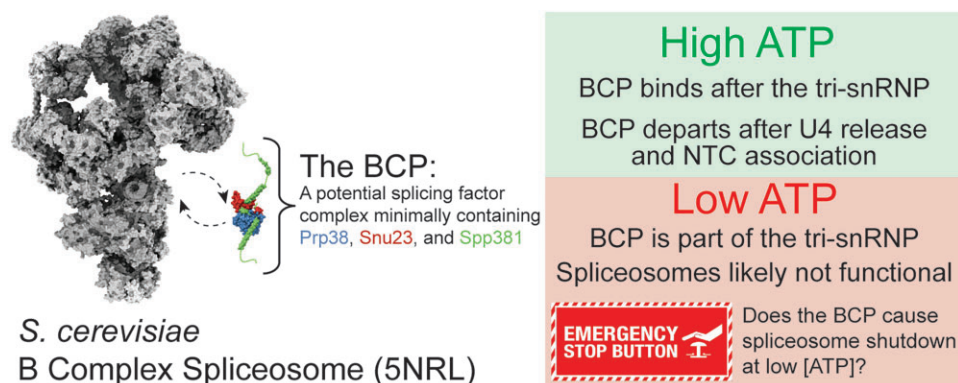 The BCP:
A potential splicing factor
complex minimally containing
Prp38, Snu23, and Spp381
S. cerevisiae
B Complex Spliceosome (5NRL)
High ATP
BCP binds after the tri-snRNP
BCP departs after U4 release
and NTC association
Low ATP
BCP is part of the tri-snRNP
Spliceosomes likely not functional
EMERGENCY
STOP BUTTON
Does the BCP cause
spliceosome shutdown
at low [ATP]?